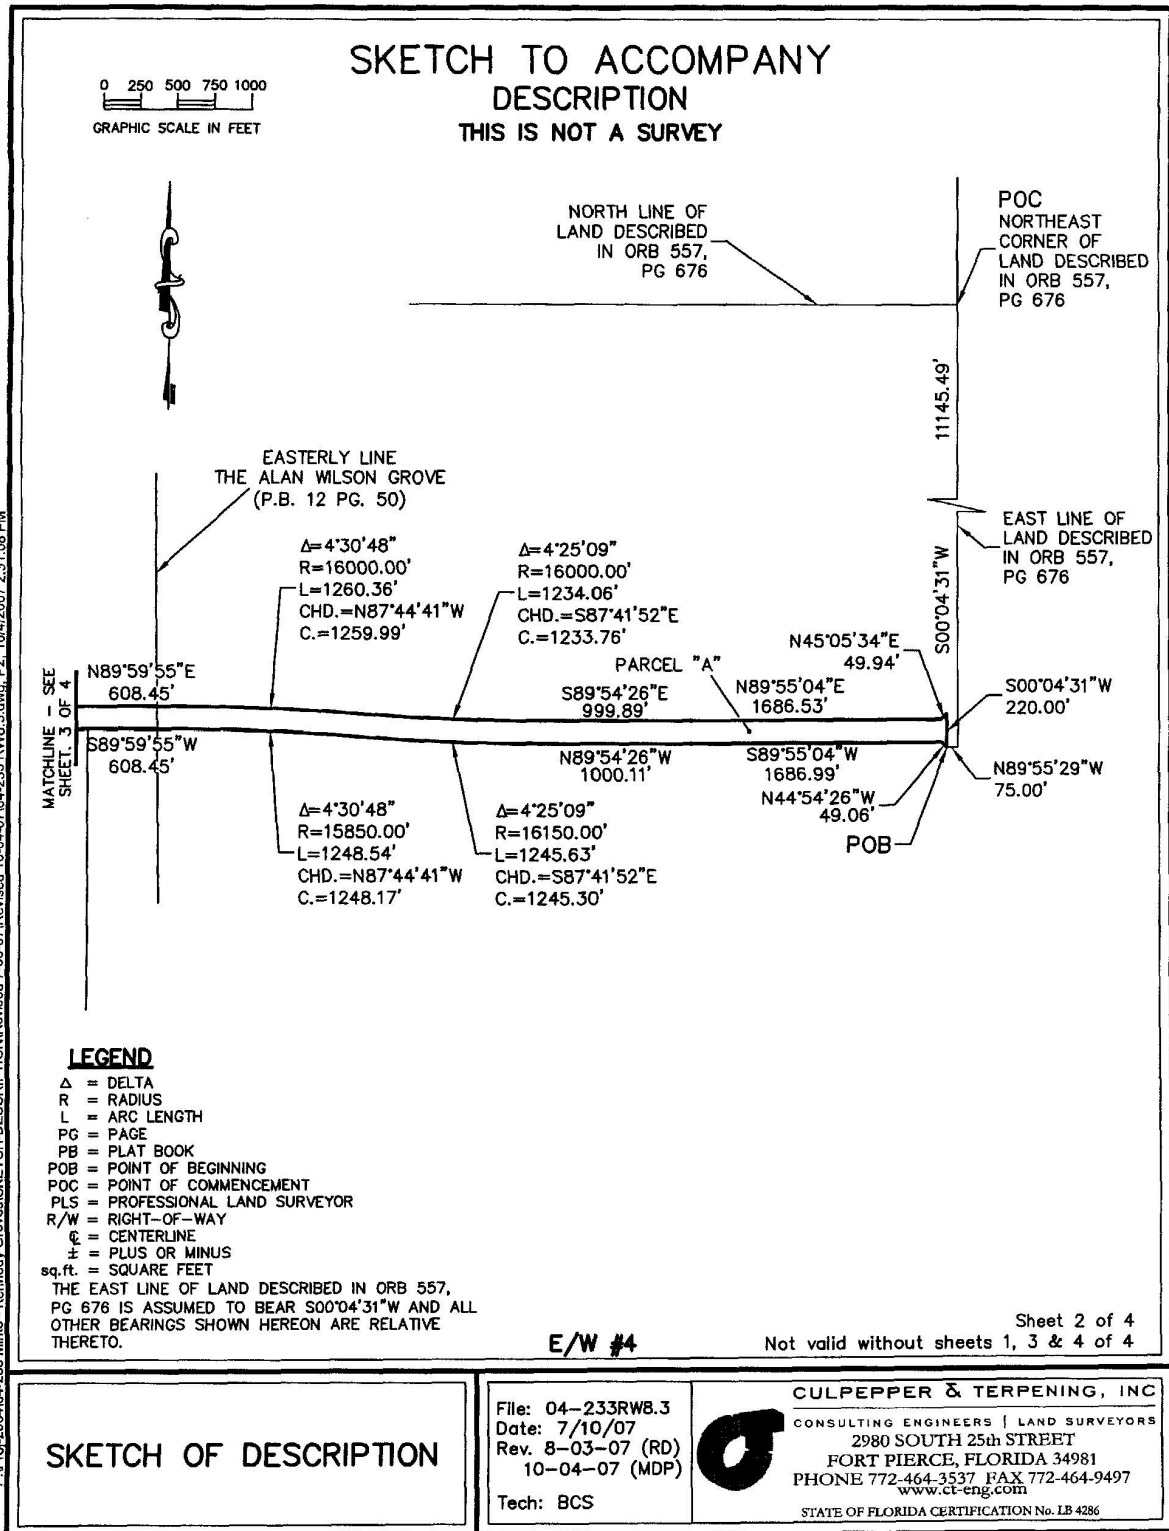 SKETCH TO ACCOMPANY
DESCRIPTION
THIS IS NOT A SURVEY
0 250 500 750 1000
GRAPHIC SCALE IN FEET
NORTH LINE OF
LAND DESCRIBED
IN ORB 557,
PG 676
POC
NORTHEAST
CORNER OF
LAND DESCRIBED
IN ORB 557,
PG 676
11145.49'
S00°04'31"W
EASTERLY LINE
THE ALAN WILSON GROVE
(P.B. 12 PG. 50)
EAST LINE OF
LAND DESCRIBED
IN ORB 557,
PG 676
Δ=4°30'48"
R=16000.00'
L=1260.36'
CHD.=N87°44'41"W
C.=1259.99'
Δ=4°25'09"
R=16000.00'
L=1234.06'
CHD.=S87°41'52"E
C.=1233.76'
MATCHLINE - SEE
SHEET 3 OF 4
N89°59'55"E
608.45'
PARCEL "A"
S89°54'26"E
999.89'
N89°55'04"E
1686.53'
N45°05'34"E
49.94'
S00°04'31"W
220.00'
S89°59'55"W
608.45'
N89°54'26"W
1000.11'
S89°55'04"W
1686.99'
N44°54'26"W
49.06'
N89°55'29"W
75.00'
POB
Δ=4°30'48"
R=15850.00'
L=1248.54'
CHD.=N87°44'41"W
C.=1248.17'
Δ=4°25'09"
R=16150.00'
L=1245.63'
CHD.=S87°41'52"E
C.=1245.30'
LEGEND
Δ = DELTA
R = RADIUS
L = ARC LENGTH
PG = PAGE
PB = PLAT BOOK
POB = POINT OF BEGINNING
POC = POINT OF COMMENCEMENT
PLS = PROFESSIONAL LAND SURVEYOR
R/W = RIGHT-OF-WAY
℄ = CENTERLINE
± = PLUS OR MINUS
sq.ft. = SQUARE FEET
THE EAST LINE OF LAND DESCRIBED IN ORB 557,
PG 676 IS ASSUMED TO BEAR S00°04'31"W AND ALL
OTHER BEARINGS SHOWN HEREON ARE RELATIVE
THERETO.
E/W #4
Sheet 2 of 4
Not valid without sheets 1, 3 & 4 of 4
SKETCH OF DESCRIPTION
File: 04-233RW8.3
Date: 7/10/07
Rev. 8-03-07 (RD)
10-04-07 (MDP)
Tech: BCS
CULPEPPER & TERPENING, INC
CONSULTING ENGINEERS | LAND SURVEYORS
2980 SOUTH 25th STREET
FORT PIERCE, FLORIDA 34981
PHONE 772-464-3537 FAX 772-464-9497
www.ct-eng.com
STATE OF FLORIDA CERTIFICATION No. LB 4286